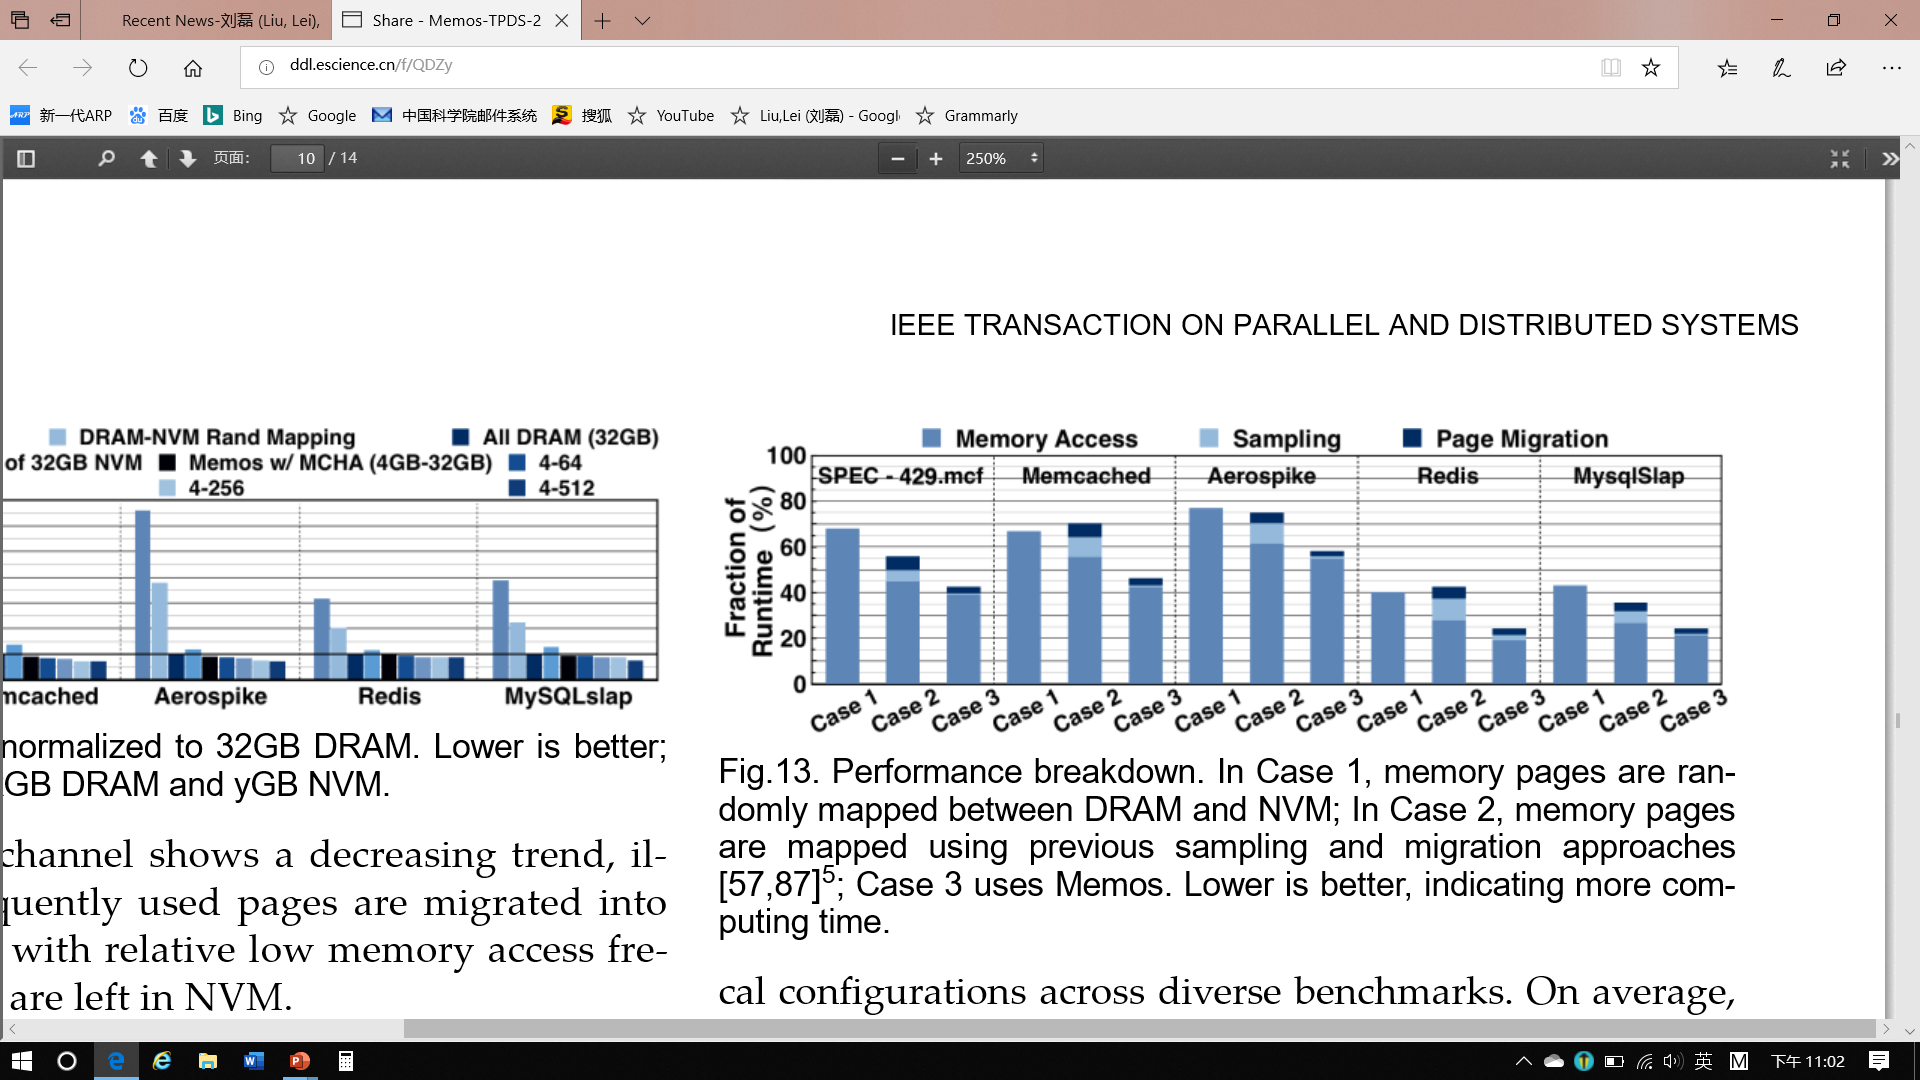 Recent News-刘磊 (Liu, Lei),
Share - Memos-TPDS-2
ddl.escience.cn/f/QDZy
新一代ARP
百度
Bing
Google
中国科学院邮件系统
搜狐
YouTube
Liu,Lei (刘磊) - Googl
Grammarly
页面:
10 / 14
250%
IEEE TRANSACTION ON PARALLEL AND DISTRIBUTED SYSTEMS
DRAM-NVM Rand Mapping
All DRAM (32GB)
of 32GB NVM
Memos w/ MCHA (4GB-32GB)
4-64
4-256
4-512
mcached
Aerospike
Redis
MySQLslap
normalized to 32GB DRAM. Lower is better;
GB DRAM and yGB NVM.
channel shows a decreasing trend, il-
quently used pages are migrated into
with relative low memory access fre-
are left in NVM.
Memory Access
Sampling
Page Migration
Fraction of
Runtime (%)
100
80
60
40
20
0
SPEC - 429.mcf
Memcached
Aerospike
Redis
MysqlSlap
Case 1
Case 2
Case 3
Case 1
Case 2
Case 3
Case 1
Case 2
Case 3
Case 1
Case 2
Case 3
Case 1
Case 2
Case 3
Fig.13. Performance breakdown. In Case 1, memory pages are ran-
domly mapped between DRAM and NVM; In Case 2, memory pages
are mapped using previous sampling and migration approaches
[57,87]5; Case 3 uses Memos. Lower is better, indicating more com-
puting time.
cal configurations across diverse benchmarks. On average,
英
M
下午 11:02